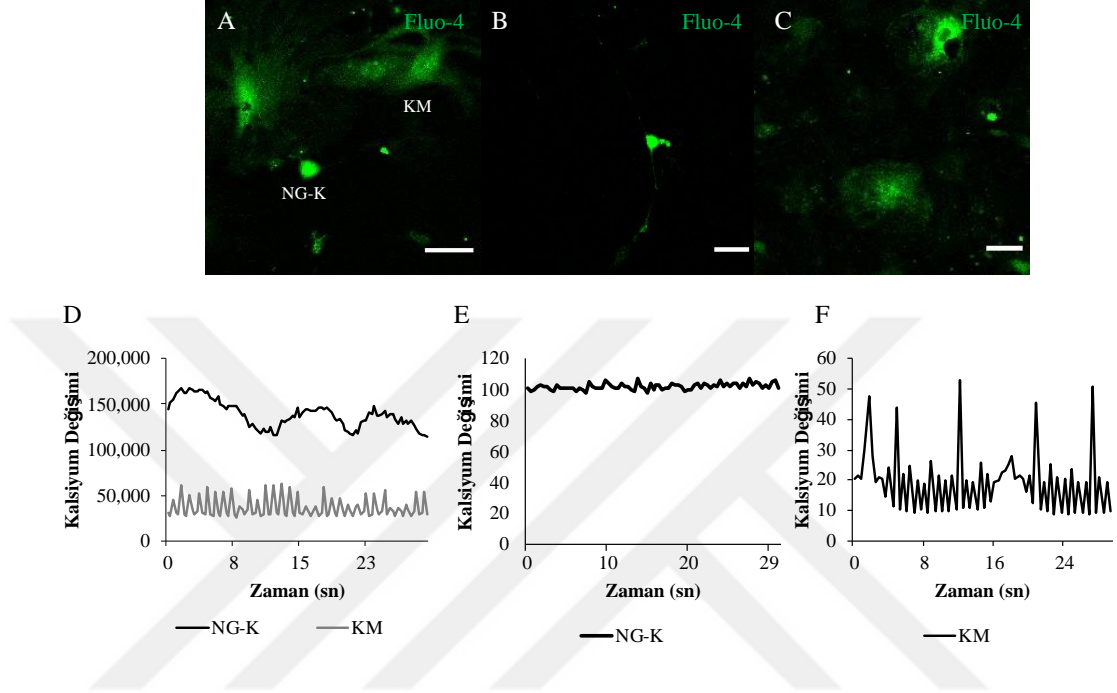 A
Fluo-4
KM
NG-K
B
Fluo-4
C
Fluo-4
D
Kalsiyum Değişimi
200,000
150,000
100,000
50,000
0
0 8 15 23
Zaman (sn)
NG-K KM
E
Kalsiyum Değişimi
120
100
80
60
40
20
0
0 10 20 29
Zaman (sn)
NG-K
F
Kalsiyum Değişimi
60
50
40
30
20
10
0
0 8 16 24
Zaman (sn)
KM